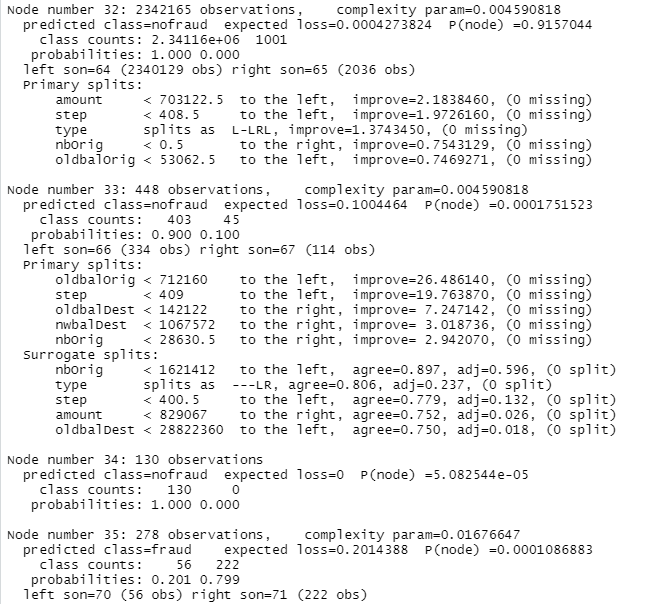 Node number 32: 2342165 observations,    complexity param=0.004590818
  predicted class=nofraud  expected loss=0.0004273824  P(node) =0.9157044
    class counts: 2.34116e+06  1001
   probabilities: 1.000 0.000
  left son=64 (2340129 obs) right son=65 (2036 obs)
  Primary splits:
      amount     < 703122.5  to the left,  improve=2.1838460, (0 missing)
      step       < 408.5     to the left,  improve=1.9726160, (0 missing)
      type       splits as  L-LRL, improve=1.3743450, (0 missing)
      nbOrig     < 0.5       to the right, improve=0.7543129, (0 missing)
      oldbalOrig < 53062.5   to the left,  improve=0.7469271, (0 missing)

Node number 33: 448 observations,    complexity param=0.004590818
  predicted class=nofraud  expected loss=0.1004464  P(node) =0.0001751523
    class counts:   403    45
   probabilities: 0.900 0.100
  left son=66 (334 obs) right son=67 (114 obs)
  Primary splits:
      oldbalOrig < 712160    to the left,  improve=26.486140, (0 missing)
      step       < 409       to the left,  improve=19.763870, (0 missing)
      oldbalDest < 142122    to the right, improve= 7.247142, (0 missing)
      nwbalDest  < 1067572   to the right, improve= 3.018736, (0 missing)
      nbOrig     < 28630.5   to the right, improve= 2.942070, (0 missing)
  Surrogate splits:
      nbOrig     < 1621412   to the left,  agree=0.897, adj=0.596, (0 split)
      type       splits as  ---LR, agree=0.806, adj=0.237, (0 split)
      step       < 400.5     to the left,  agree=0.779, adj=0.132, (0 split)
      amount     < 829067    to the right, agree=0.752, adj=0.026, (0 split)
      oldbalDest < 28822360  to the left,  agree=0.750, adj=0.018, (0 split)

Node number 34: 130 observations
  predicted class=nofraud  expected loss=0  P(node) =5.082544e-05
    class counts:   130     0
   probabilities: 1.000 0.000

Node number 35: 278 observations,    complexity param=0.01676647
  predicted class=fraud    expected loss=0.2014388  P(node) =0.0001086883
    class counts:    56   222
   probabilities: 0.201 0.799
  left son=70 (56 obs) right son=71 (222 obs)